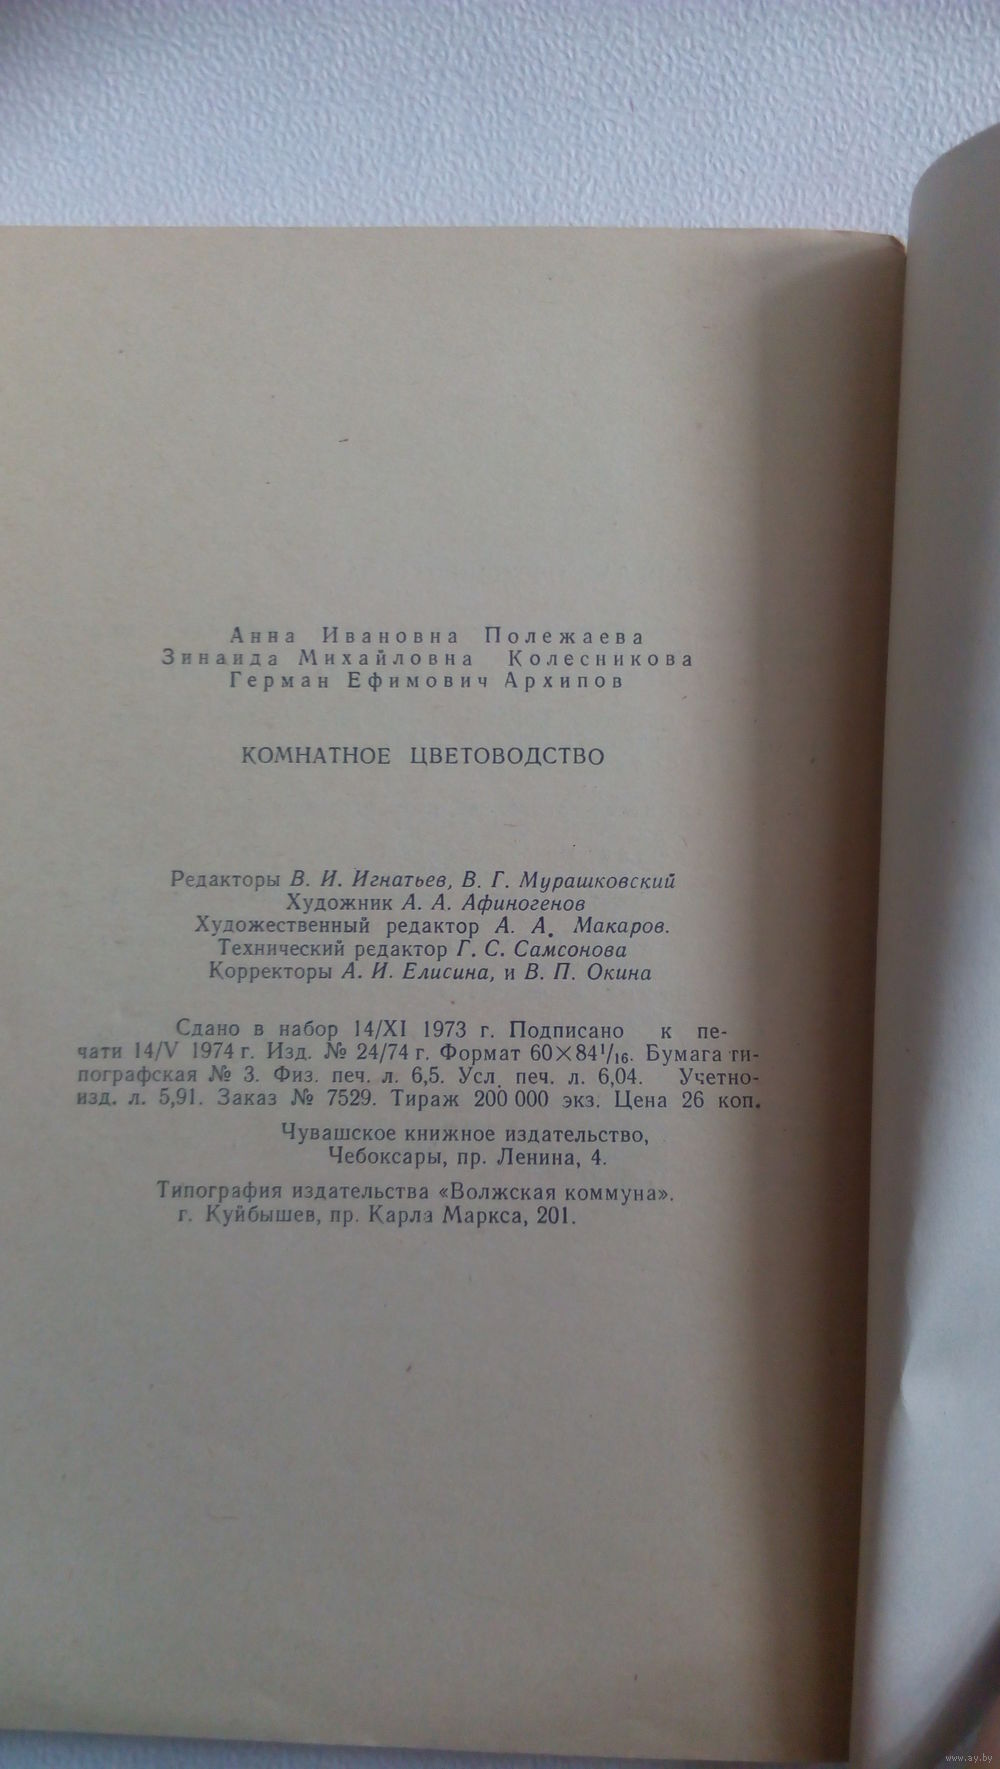 Анна Ивановна Полежаева
Зинаида Михайловна Колесникова
Герман Ефимович Архипов
КОМНАТНОЕ ЦВЕТОВОДСТВО
Редакторы В. И. Игнатьев, В. Г. Мурашковский
Художник А. А. Афиногенов
Художественный редактор А. А. Макаров.
Технический редактор Г. С. Самсонова
Корректоры А. И. Елисина, и В. П. Окина
Сдано в набор 14/XI 1973 г. Подписано к пе-
чати 14/V 1974 г. Изд. № 24/74 г. Формат 60×84¹/₁₆. Бумага ти-
пографская № 3. Физ. печ. л. 6,5. Усл. печ. л. 6,04. Учетно-
изд. л. 5,91. Заказ № 7529. Тираж 200 000 экз. Цена 26 коп.
Чувашское книжное издательство,
Чебоксары, пр. Ленина, 4.
Типография издательства «Волжская коммуна».
г. Куйбышев, пр. Карла Маркса, 201.
www.ay.by